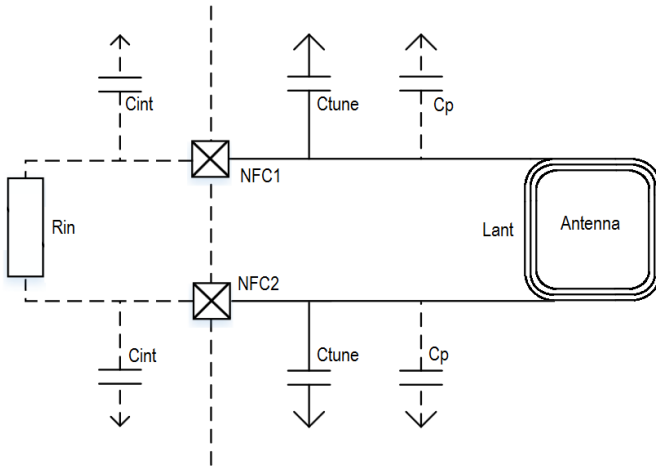 Cint
Ctune
Cp
NFC1
Rin
Lant
Antenna
NFC2
Cint
Ctune
Cp